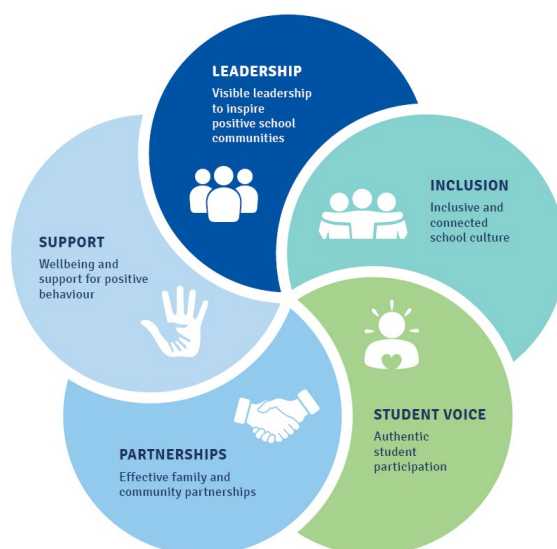 LEADERSHIP
Visible leadership
to inspire
positive school
communities
INCLUSION
Inclusive and
connected
school culture
STUDENT VOICE
Authentic
student
participation
PARTNERSHIPS
Effective family and
community partnerships
SUPPORT
Wellbeing and
support for positive
behaviour